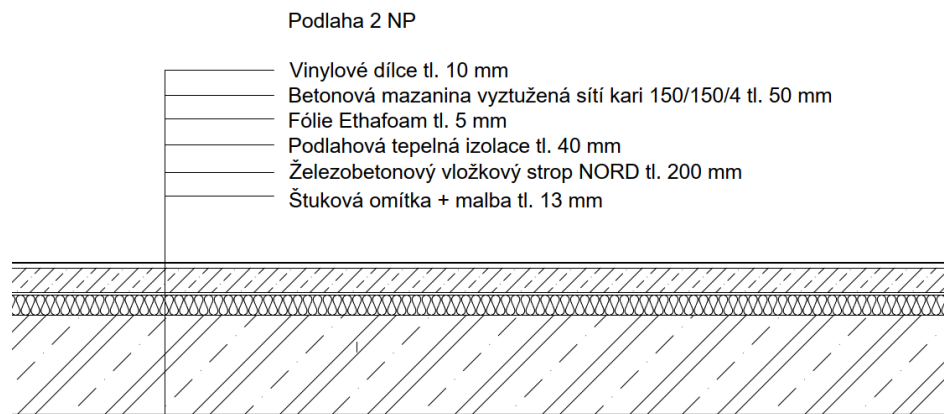 Podlaha 2 NP
Vinylové dílce tl. 10 mm
Betonová mazanina vyztužená sítí kari 150/150/4 tl. 50 mm
Fólie Ethafoam tl. 5 mm
Podlahová tepelná izolace tl. 40 mm
Železobetonový vložkový strop NORD tl. 200 mm
Štuková omítka + malba tl. 13 mm